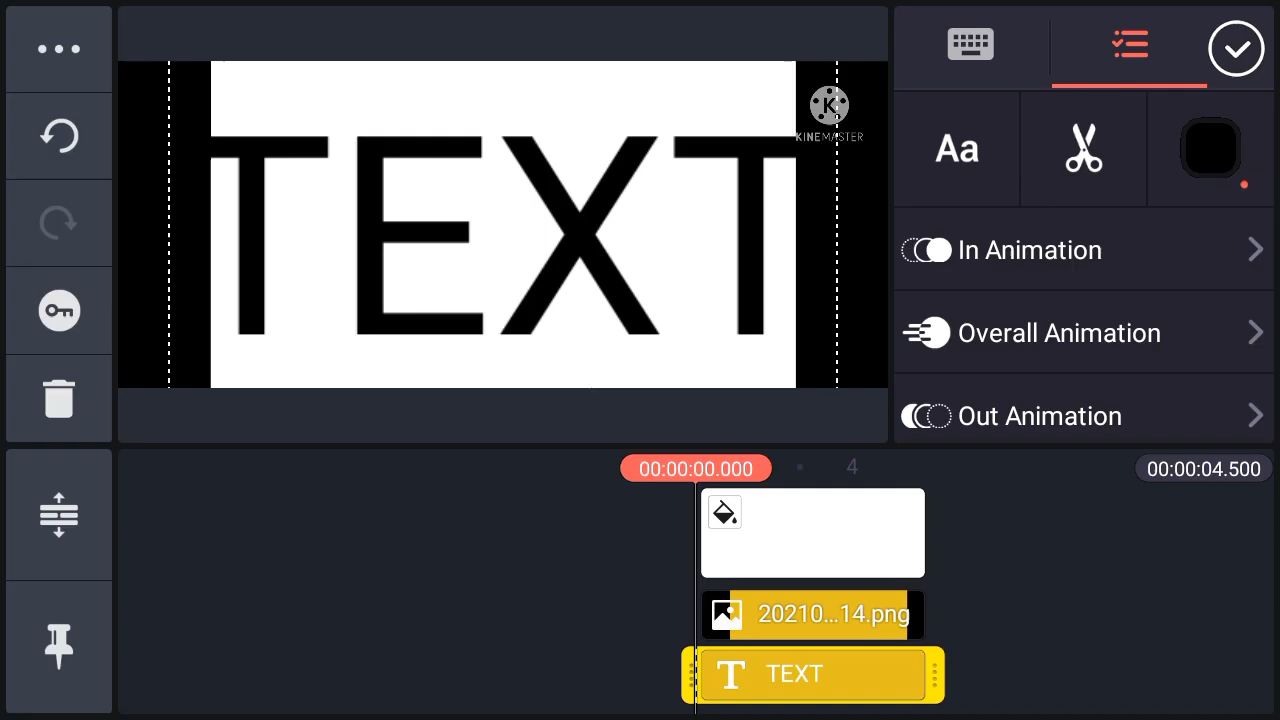 TEXT
KINEMASTER
Aa
In Animation
Overall Animation
Out Animation
00:00:00.000
4
00:00:04.500
20210...14.png
T TEXT